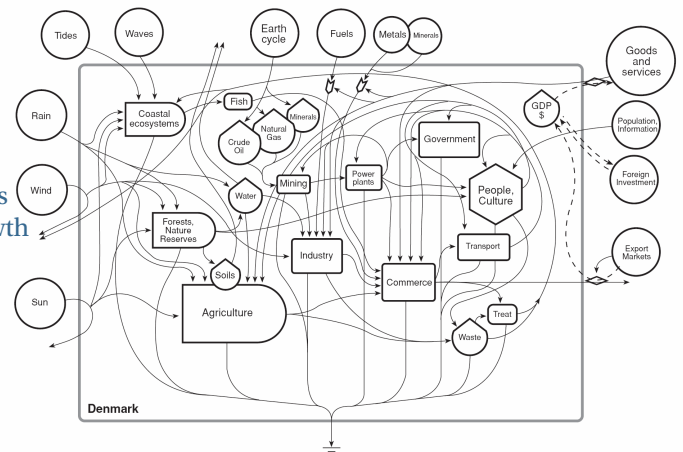 Tides
Waves
Earth
cycle
Fuels
Metals
Minerals
Goods
and
services
Rain
Coastal
ecosystems
Fish
Minerals
Natural
Gas
Crude
Oil
GDP
$
Population,
Information
Government
Wind
Water
Mining
Power
plants
People,
Culture
Foreign
Investment
s
wth
Forests,
Nature
Reserves
Industry
Transport
Export
Markets
Soils
Commerce
Sun
Agriculture
Treat
Waste
Denmark